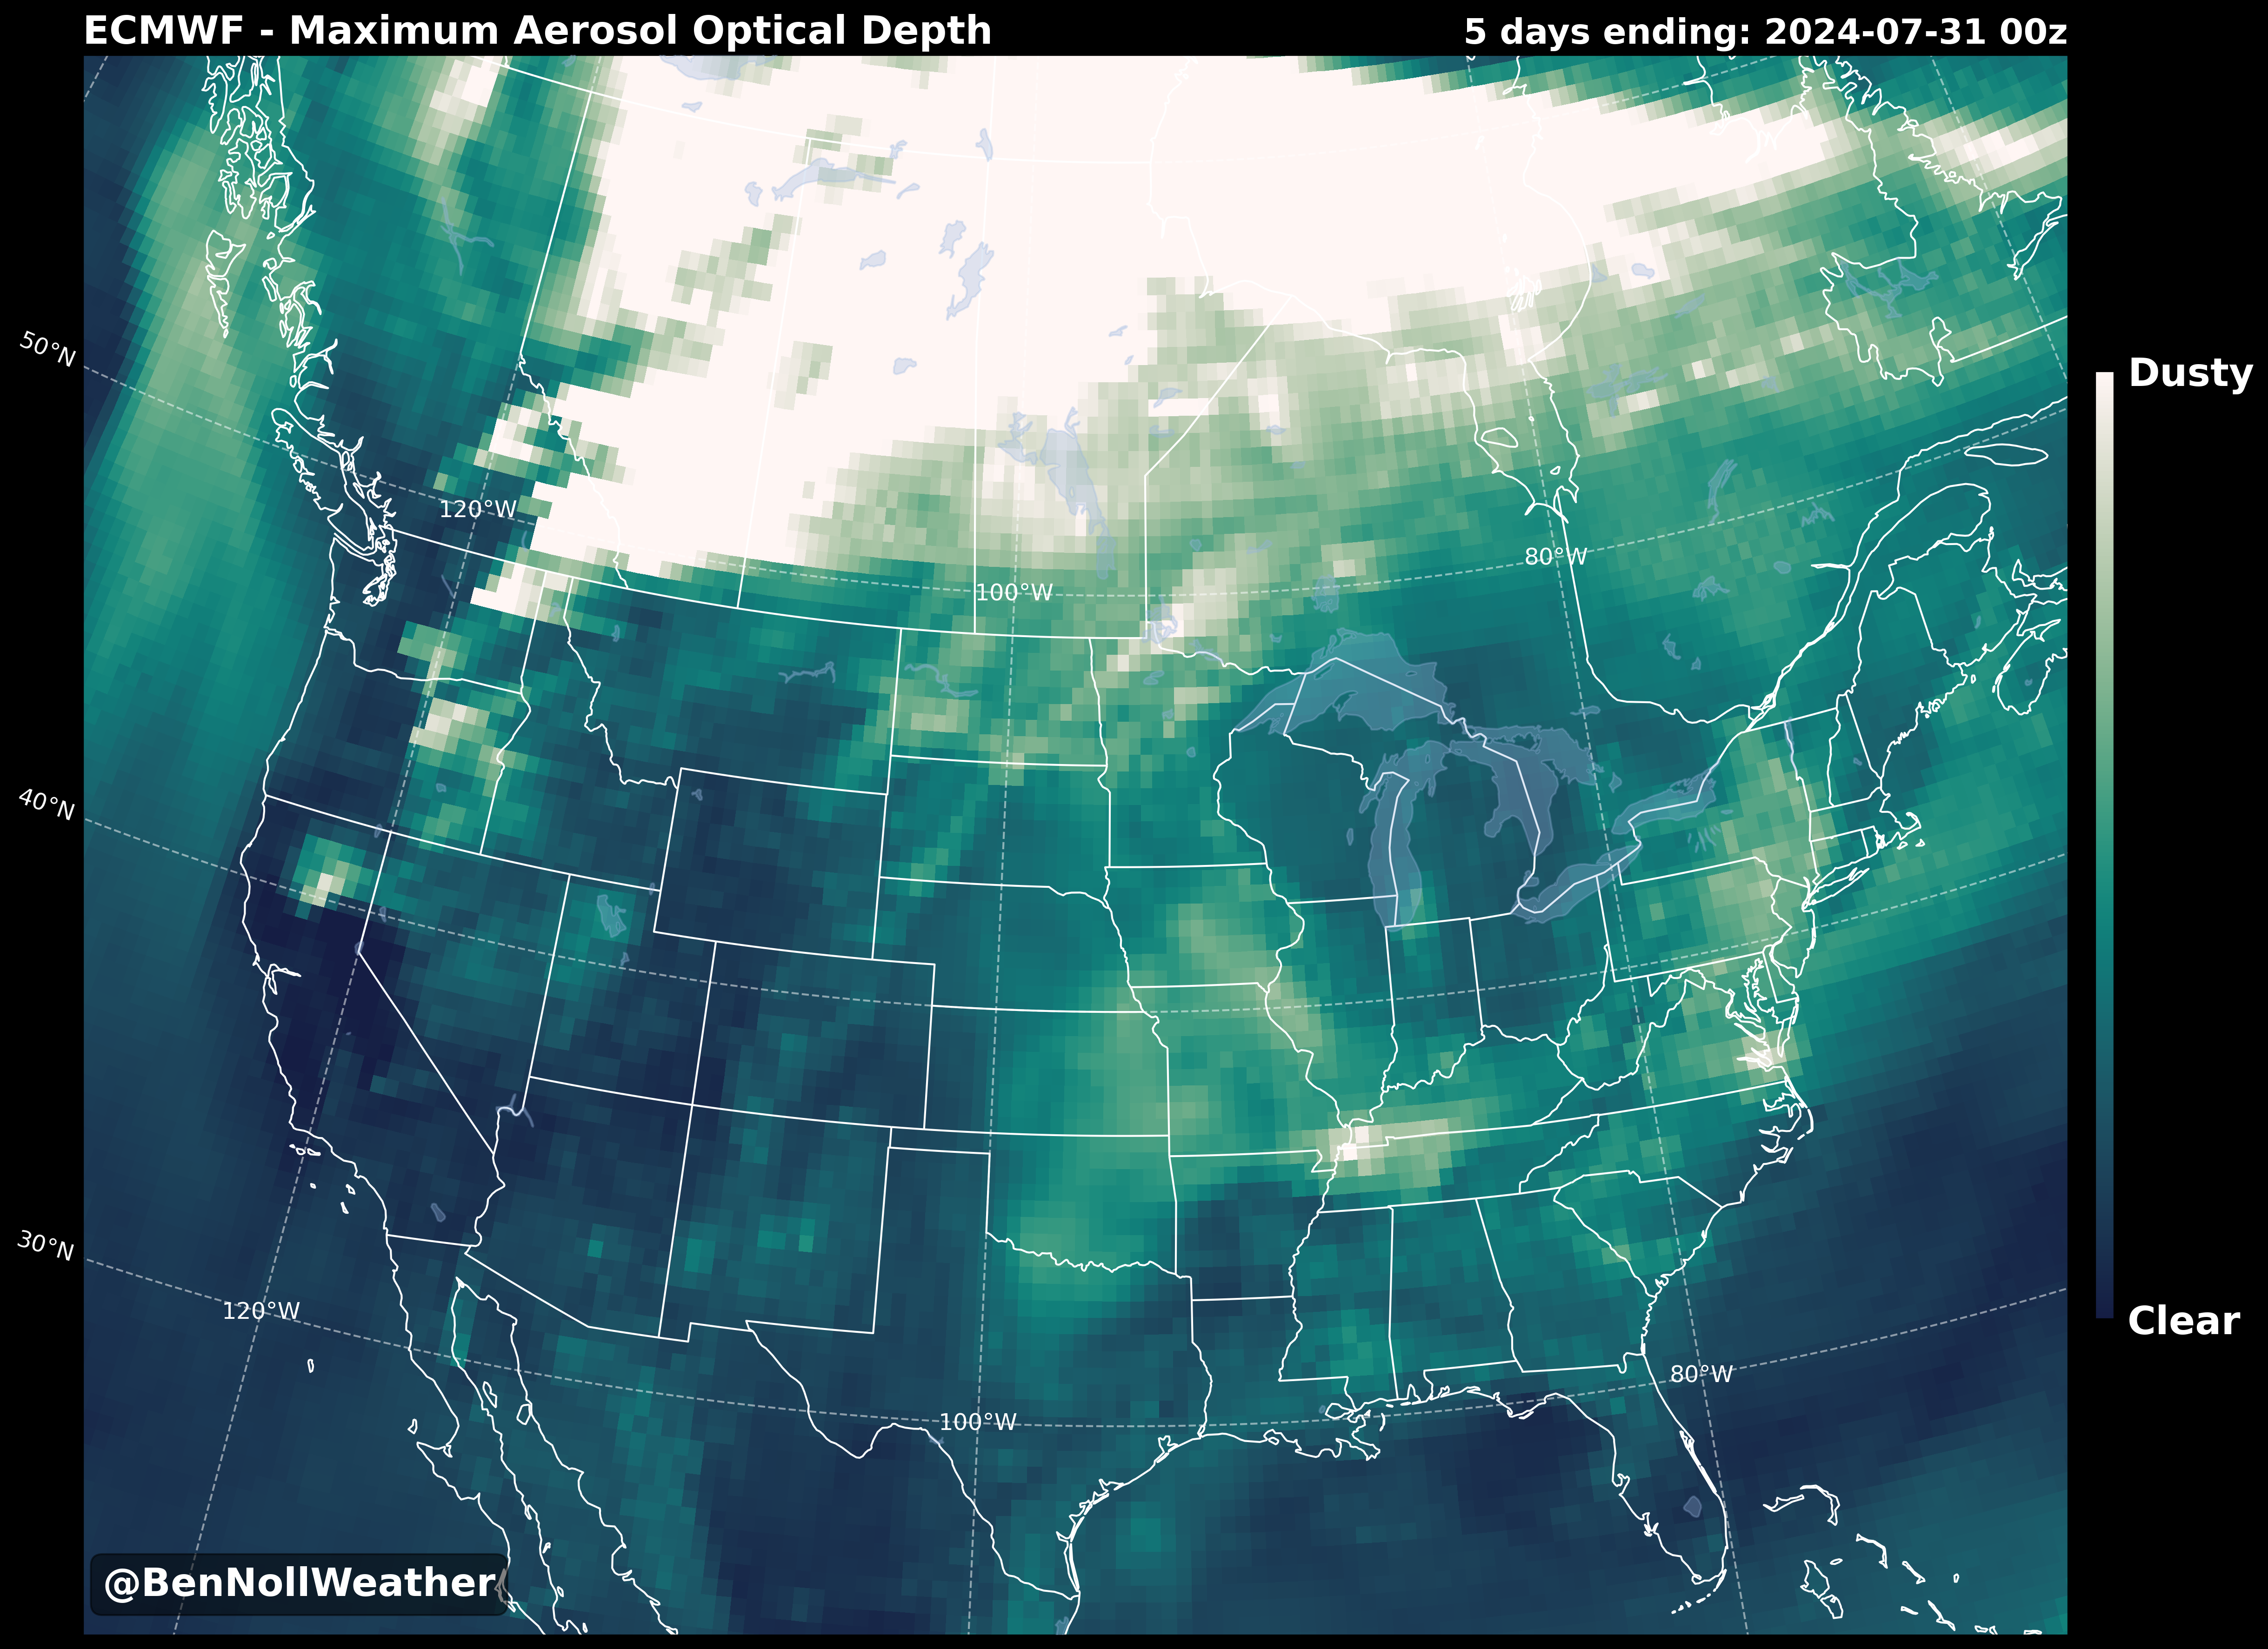 ECMWF - Maximum Aerosol Optical Depth
5 days ending: 2024-07-31 00z
50°N
Dusty
120°W
80°W
100°W
40°N
30°N
120°W
Clear
80°W
100°W
@BenNollWeather